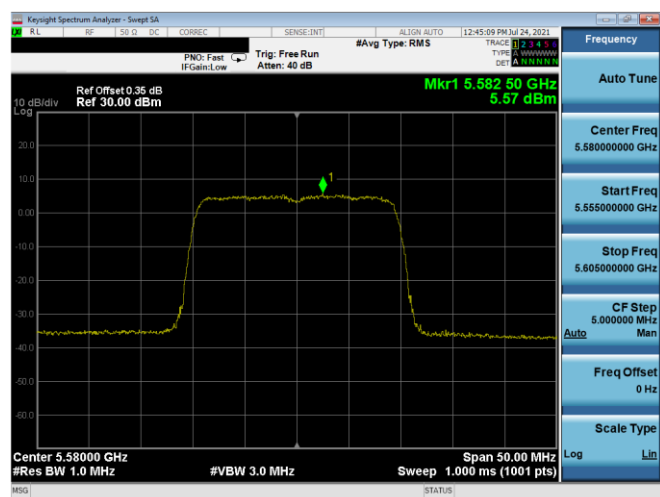 Keysight Spectrum Analyzer - Swept SA
RL RF 50 Ω DC CORREC SENSE:INT ALIGN AUTO 12:45:09 PM Jul 24, 2021
#Avg Type: RMS
TRACE 1 2 3 4 5 6
TYPE A WWWWW
DET A N N N N N
PNO: Fast
IFGain:Low
Trig: Free Run
Atten: 40 dB
Mkr1 5.582 50 GHz
5.57 dBm
Ref Offset 0.35 dB
Ref 30.00 dBm
10 dB/div
Log
20.0
10.0
0.00
-10.0
-20.0
-30.0
-40.0
-50.0
-60.0
1
Center 5.58000 GHz
Span 50.00 MHz
#Res BW 1.0 MHz
#VBW 3.0 MHz
Sweep 1.000 ms (1001 pts)
MSG
STATUS
Frequency
Auto Tune
Center Freq
5.580000000 GHz
Start Freq
5.555000000 GHz
Stop Freq
5.605000000 GHz
CF Step
5.000000 MHz
Auto Man
Freq Offset
0 Hz
Scale Type
Log Lin